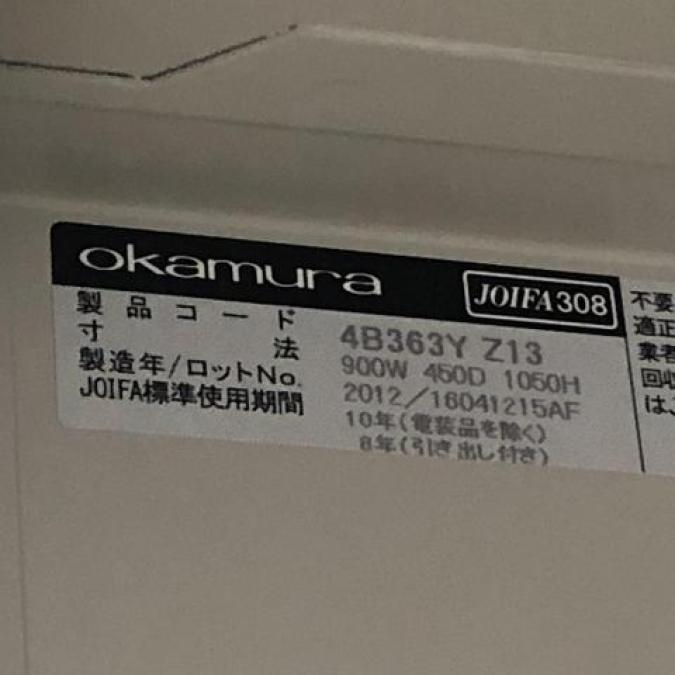 okamura JOIFA308
製品コード 4B363Y Z13
寸法 900W 450D 1050H
製造年/ロットNo. 2012/16041215AF
JOIFA標準使用期間 10年(電装品を除く)
8年(引き出し付き)
不要
適正
業者
回収
は